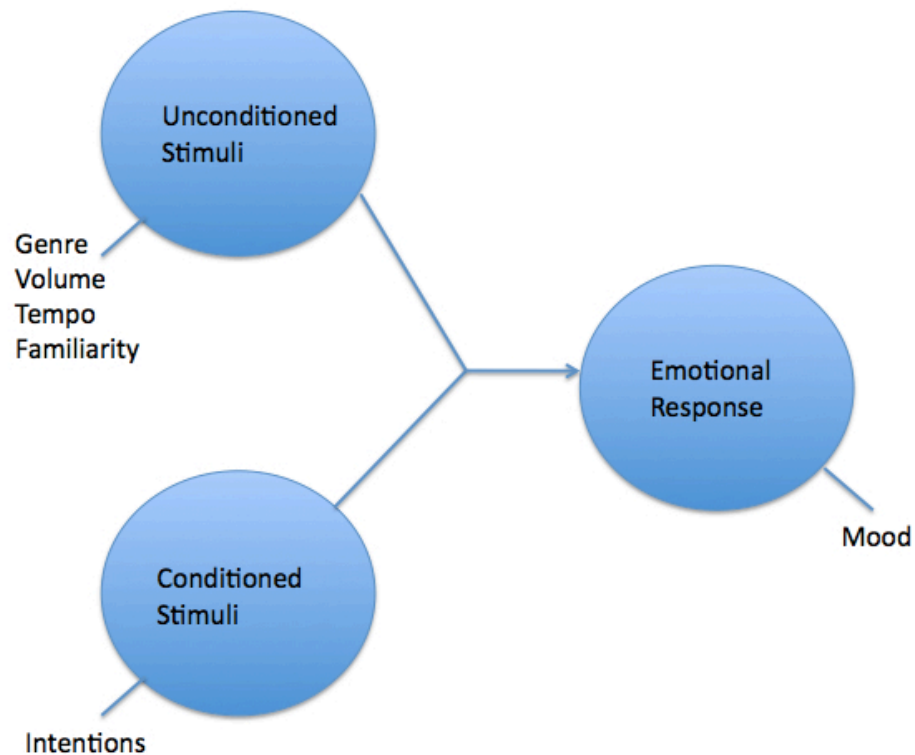 Unconditioned
Stimuli
Genre
Volume
Tempo
Familiarity
Emotional
Response
Mood
Conditioned
Stimuli
Intentions